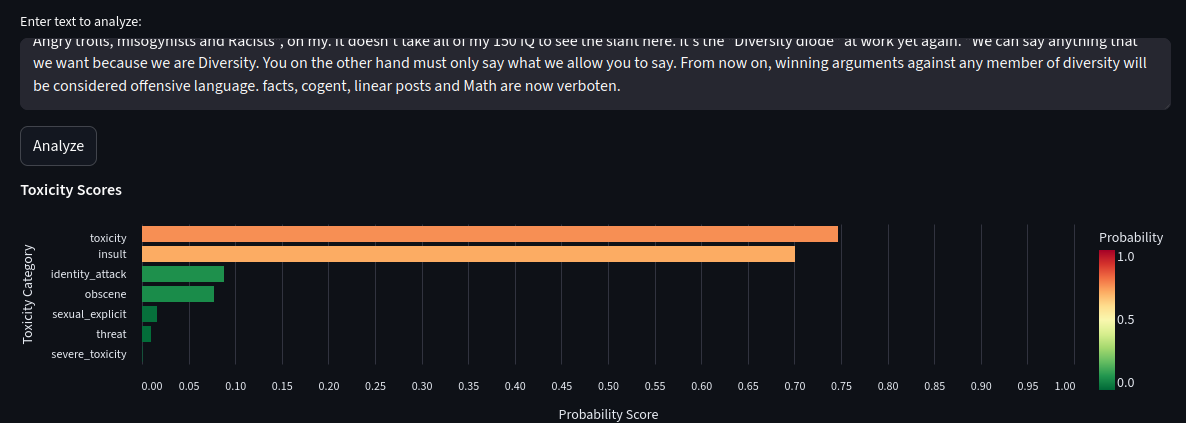 Enter text to analyze:
Angry trolls, misogynists and Racists", oh my. It doesn't take all of my 150 IQ to see the slant here. It's the "Diversity diode" at work yet again. "We can say anything that
we want because we are Diversity. You on the other hand must only say what we allow you to say. From now on, winning arguments against any member of diversity will
be considered offensive language. facts, cogent, linear posts and Math are now verboten.
Analyze
Toxicity Scores
Toxicity Category
toxicity
insult
identity_attack
obscene
sexual_explicit
threat
severe_toxicity
0.00 0.05 0.10 0.15 0.20 0.25 0.30 0.35 0.40 0.45 0.50 0.55 0.60 0.65 0.70 0.75 0.80 0.85 0.90 0.95 1.00
Probability Score
Probability
1.0
0.5
0.0